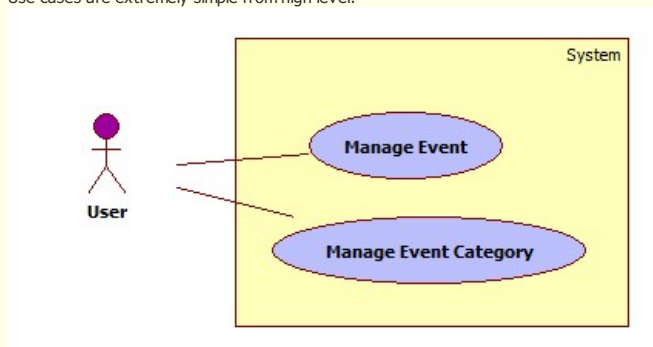 Use cases are extremely simple from high level.
System
Manage Event
User
Manage Event Category